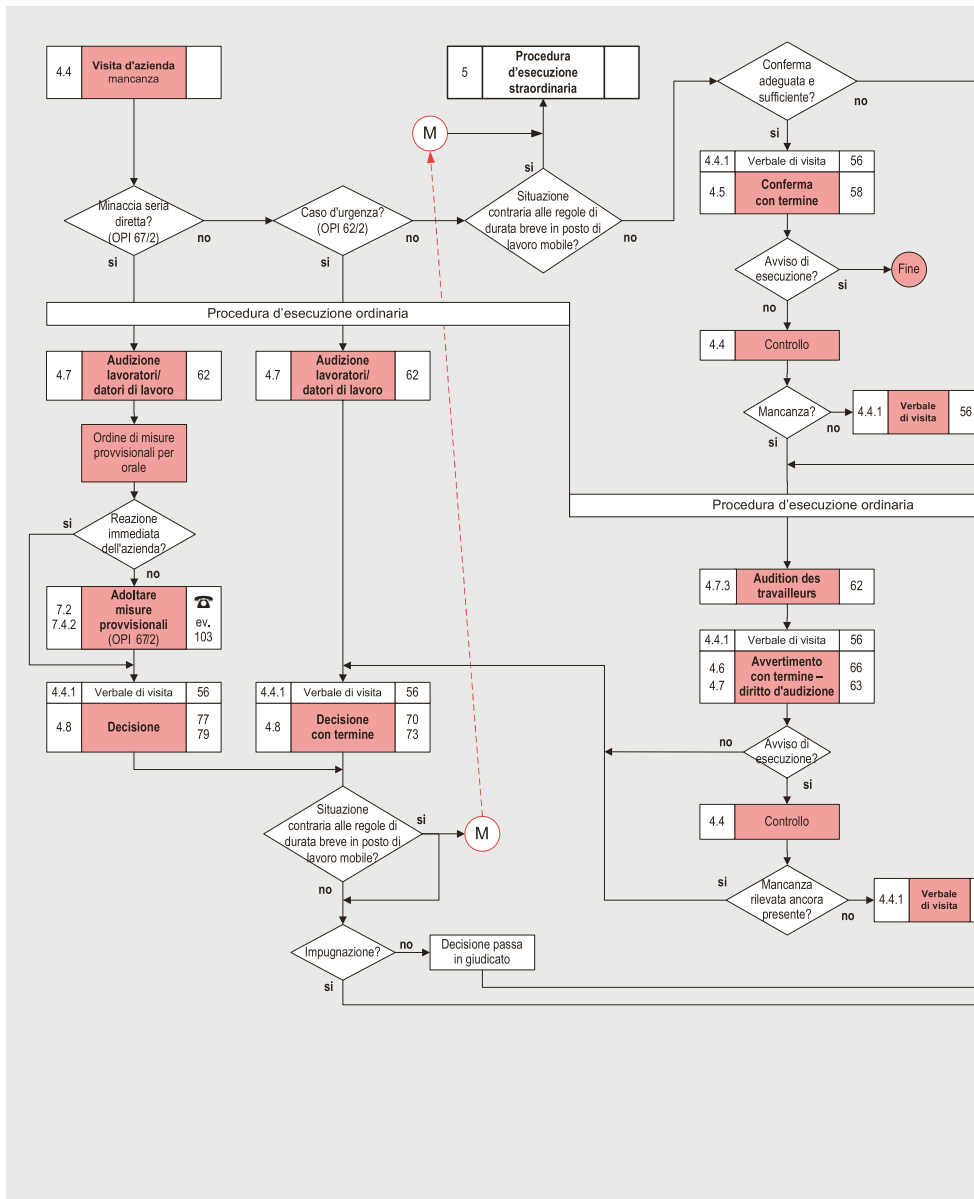 4.4
Visita d'azienda
mancanza
5
Procedura
d'esecuzione
straordinaria
Conferma
adeguata e
sufficiente?
no
si
M
si
4.4.1 Verbale di visita 56
4.5
Conferma
con termine
58
Minaccia seria
diretta?
(OPI 67/2)
no
si
Caso d'urgenza?
(OPI 62/2)
no
si
Situazione
contraria alle regole di
durata breve in posto di
lavoro mobile?
no
Avviso di
esecuzione?
si
Fine
no
Procedura d'esecuzione ordinaria
4.4 Controllo
4.7
Audizione
lavoratori/
datori di lavoro
62
4.7
Audizione
lavoratori/
datori di lavoro
62
Mancanza?
no
si
4.4.1
Verbale
di visita
56
Ordine di misure
provvisionali per
orale
Procedura d'esecuzione ordinaria
si
Reazione
immediata
dell'azienda?
no
4.7.3
Audition des
travailleurs
62
7.2
7.4.2
Adottare
misure
provvisionali
(OPI 67/2)
☎
ev.
103
4.4.1 Verbale di visita 56
4.6
4.7
Avvertimento
con termine –
diritto d'audizione
66
63
4.4.1 Verbale di visita 56
4.8
Decisione
77
79
4.4.1 Verbale di visita 56
4.8
Decisione
con termine
70
73
no
Avviso di
esecuzione?
si
Situazione
contraria alle regole di
durata breve in posto di
lavoro mobile?
si
M
no
4.4 Controllo
si
Mancanza
rilevata ancora
presente?
no
4.4.1
Verbale
di visita
Impugnazione?
no
si
Decisione passa
in giudicato